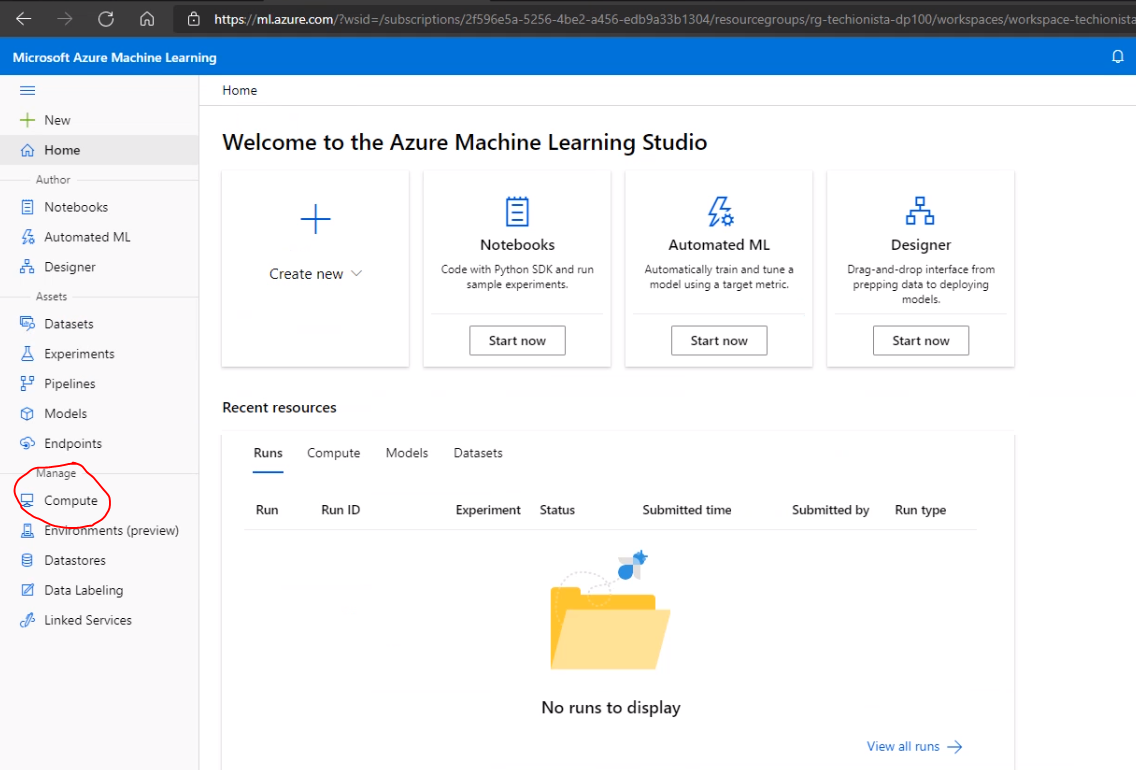 https://ml.azure.com/?wsid=/subscriptions/2f596e5a-5256-4be2-a456-edb9a33b1304/resourcegroups/rg-techionista-dp100/workspaces/workspace-techionista
Microsoft Azure Machine Learning
Home
New
Home
Author
Notebooks
Automated ML
Designer
Assets
Datasets
Experiments
Pipelines
Models
Endpoints
Manage
Compute
Environments (preview)
Datastores
Data Labeling
Linked Services
Welcome to the Azure Machine Learning Studio
Create new
Notebooks
Code with Python SDK and run
sample experiments.
Start now
Automated ML
Automatically train and tune a
model using a target metric.
Start now
Designer
Drag-and-drop interface from
prepping data to deploying
models.
Start now
Recent resources
Runs Compute Models Datasets
Run Run ID Experiment Status Submitted time Submitted by Run type
No runs to display
View all runs